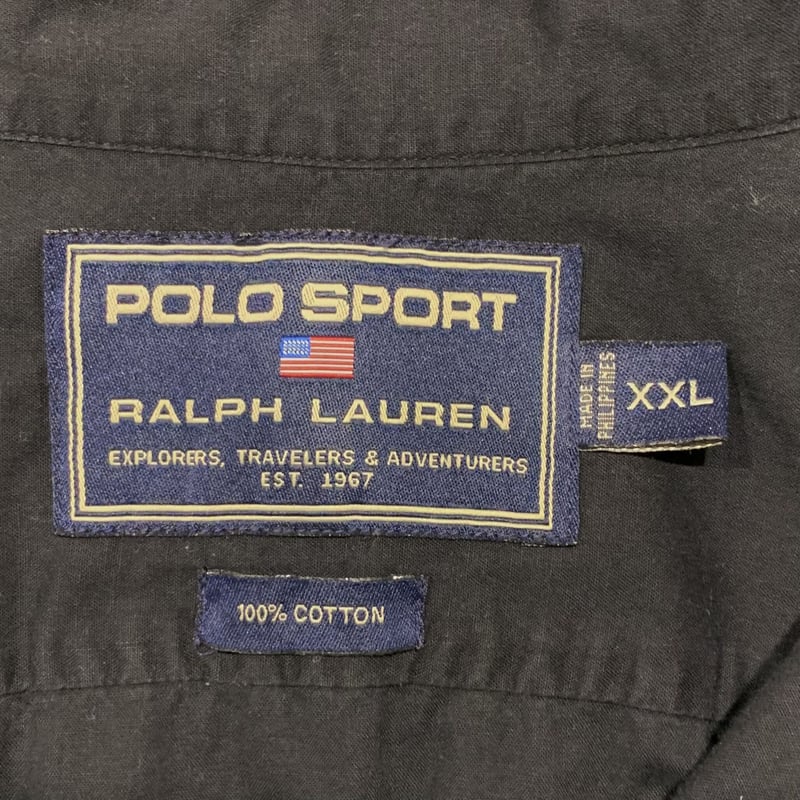 POLO SPORT
RALPH LAUREN
EXPLORERS, TRAVELERS & ADVENTURERS
EST. 1967
MADE IN
PHILIPPINES
XXL
100% COTTON